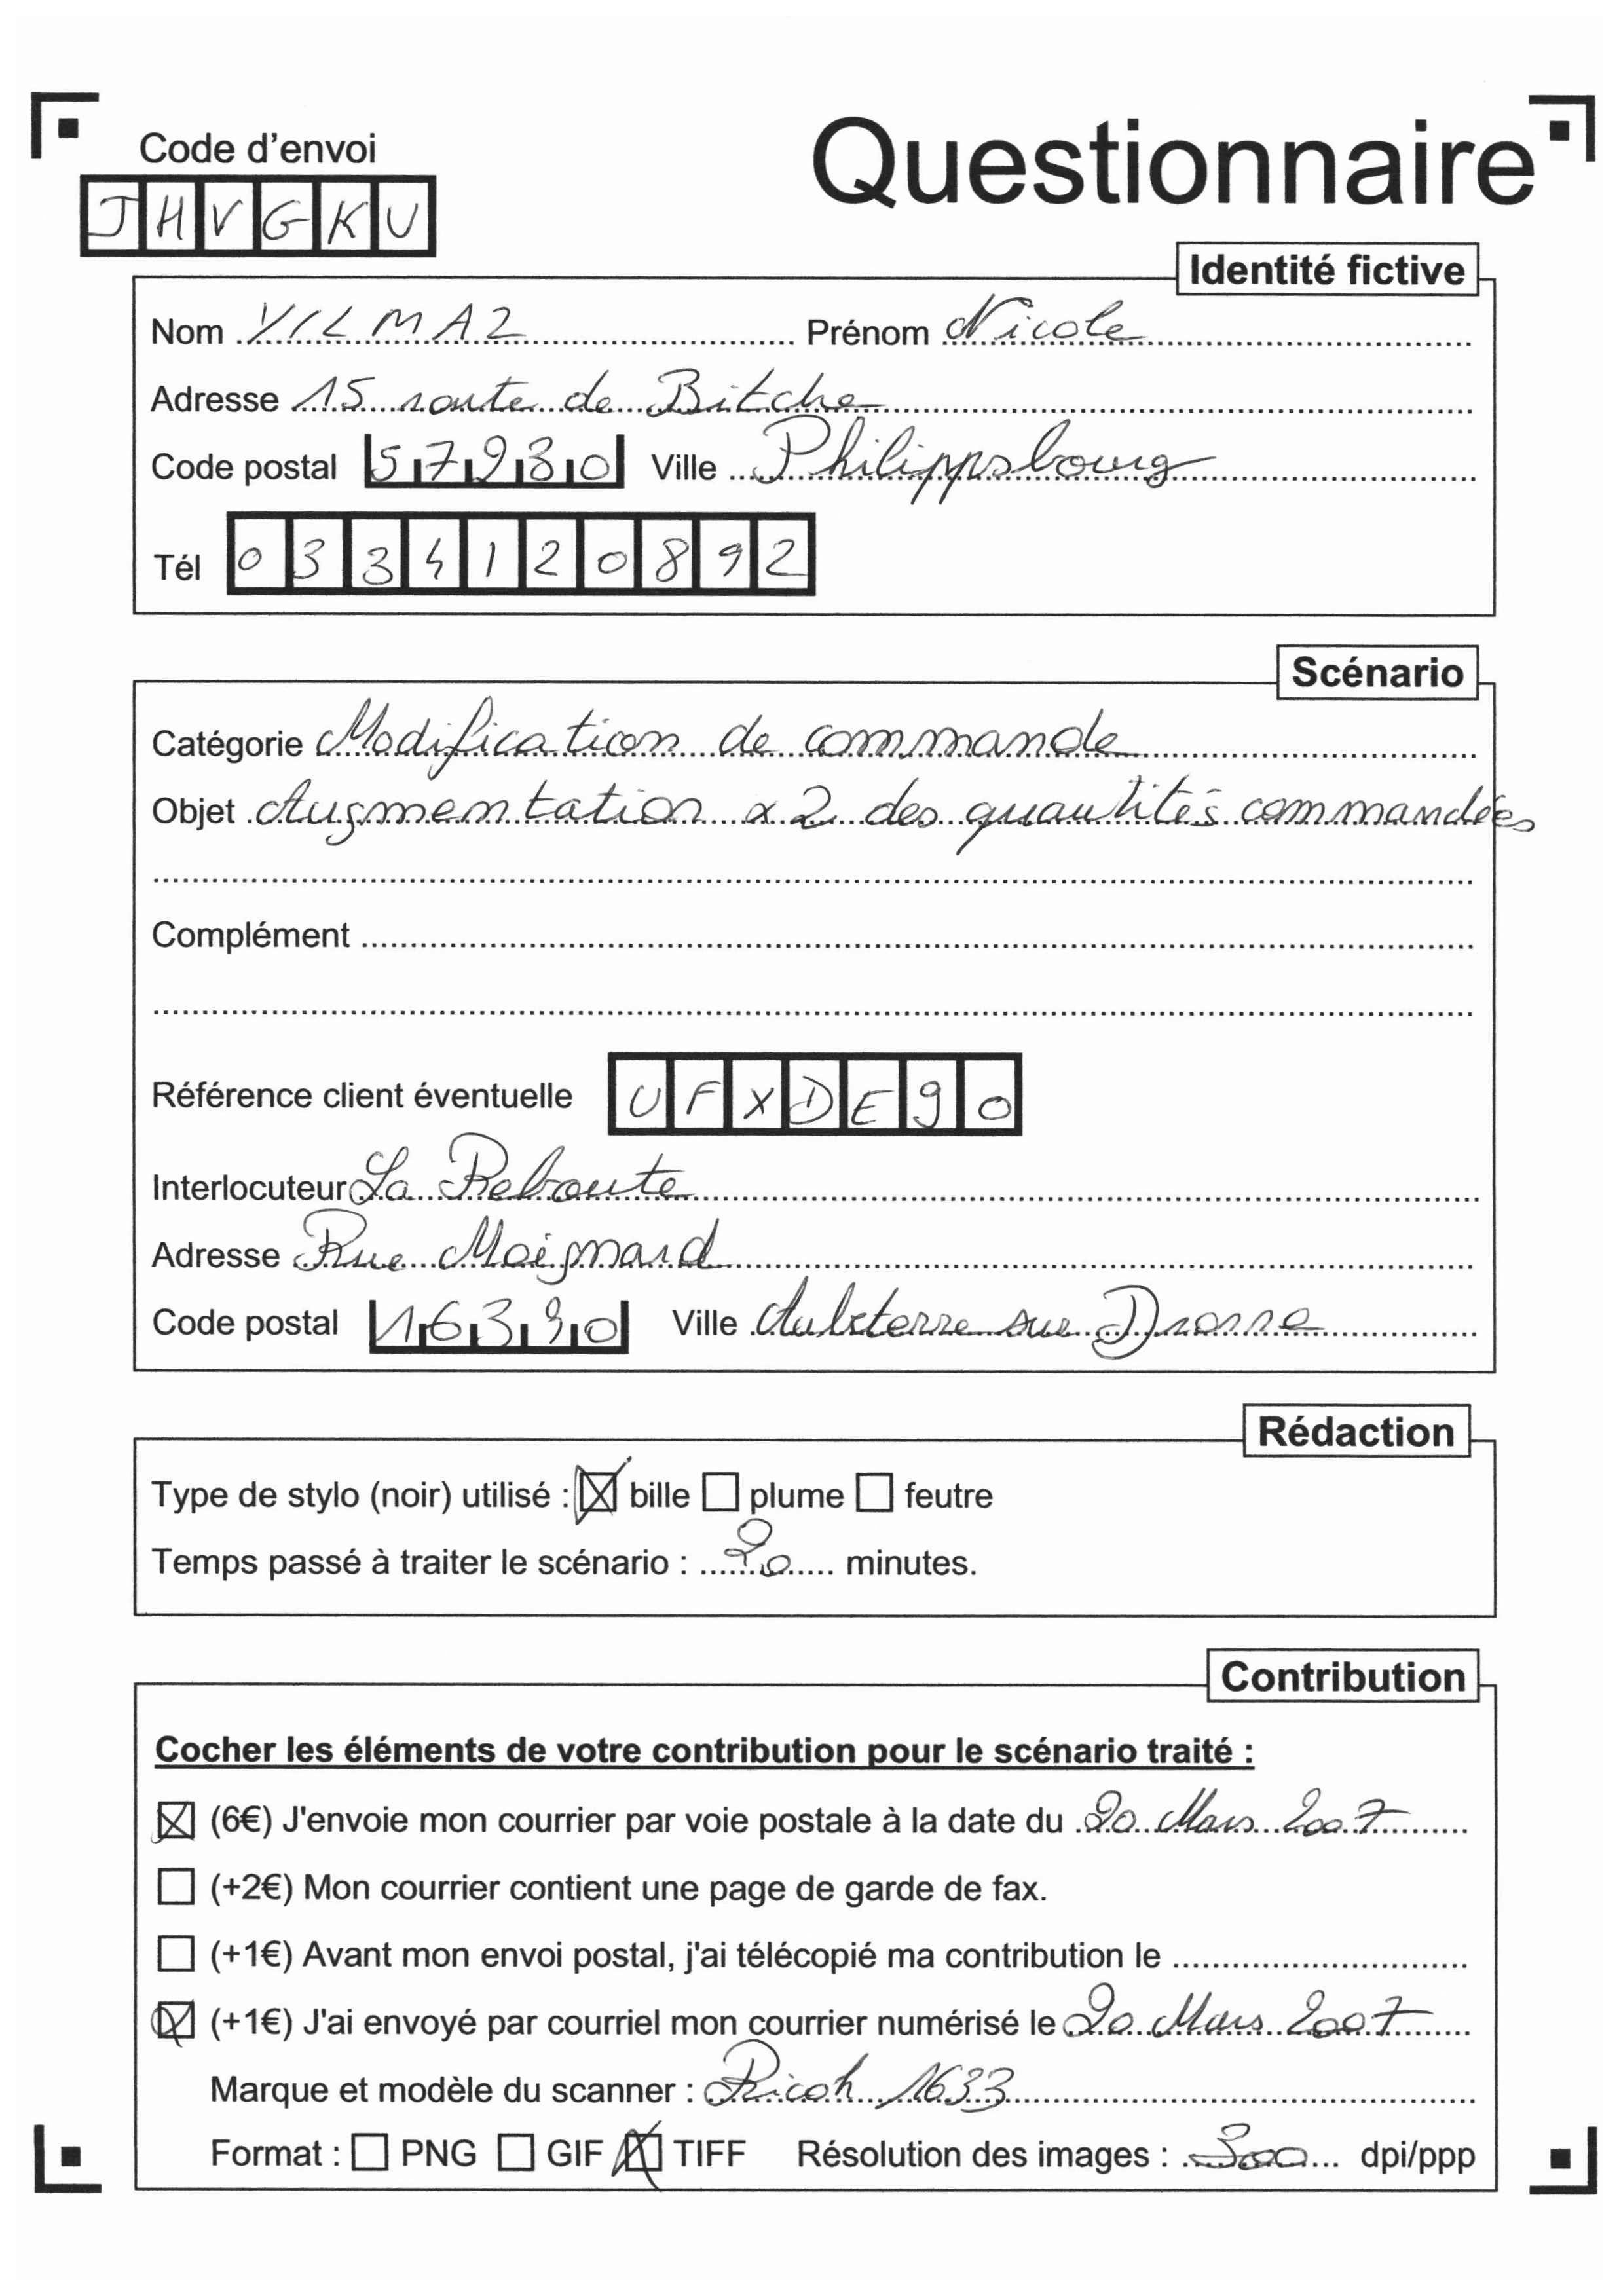 Code d'envoi
JHVGKU
Questionnaire
Identité fictive
Nom YILMAZ Prénom Nicole
Adresse 15 route de Bitche
Code postal 57930 Ville Philippsbourg
Tél 0334120892
Scénario
Catégorie Modification de commande
Objet Augmentation x 2 des quantités commandées
Complément
Référence client éventuelle UFXDE90
Interlocuteur La Reboute
Adresse Rue Moignard
Code postal 16390 Ville Aubeterre sur Dronne
Rédaction
Type de stylo (noir) utilisé : ☒ bille ☐ plume ☐ feutre
Temps passé à traiter le scénario : 20 minutes.
Contribution
Cocher les éléments de votre contribution pour le scénario traité :
☒ (6€) J'envoie mon courrier par voie postale à la date du 20 Mars 2007
☐ (+2€) Mon courrier contient une page de garde de fax.
☐ (+1€) Avant mon envoi postal, j'ai télécopié ma contribution le
☒ (+1€) J'ai envoyé par courriel mon courrier numérisé le 20 Mars 2007
Marque et modèle du scanner : Ricoh 1633
Format : ☐ PNG ☐ GIF ☒ TIFF Résolution des images : 300 dpi/ppp